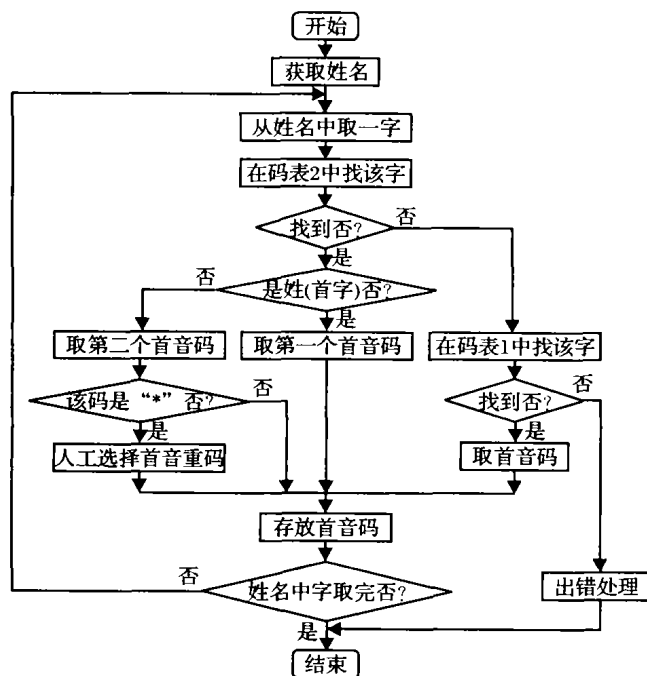 开始
获取姓名
从姓名中取一字
在码表2中找该字
找到否?
否
是
是姓(首字)否?
否
是
取第二个首音码
取第一个首音码
在码表1中找该字
该码是“*”否?
否
找到否?
否
是
是
人工选择首音重码
取首音码
存放首音码
姓名中字取完否?
否
出错处理
是
结束